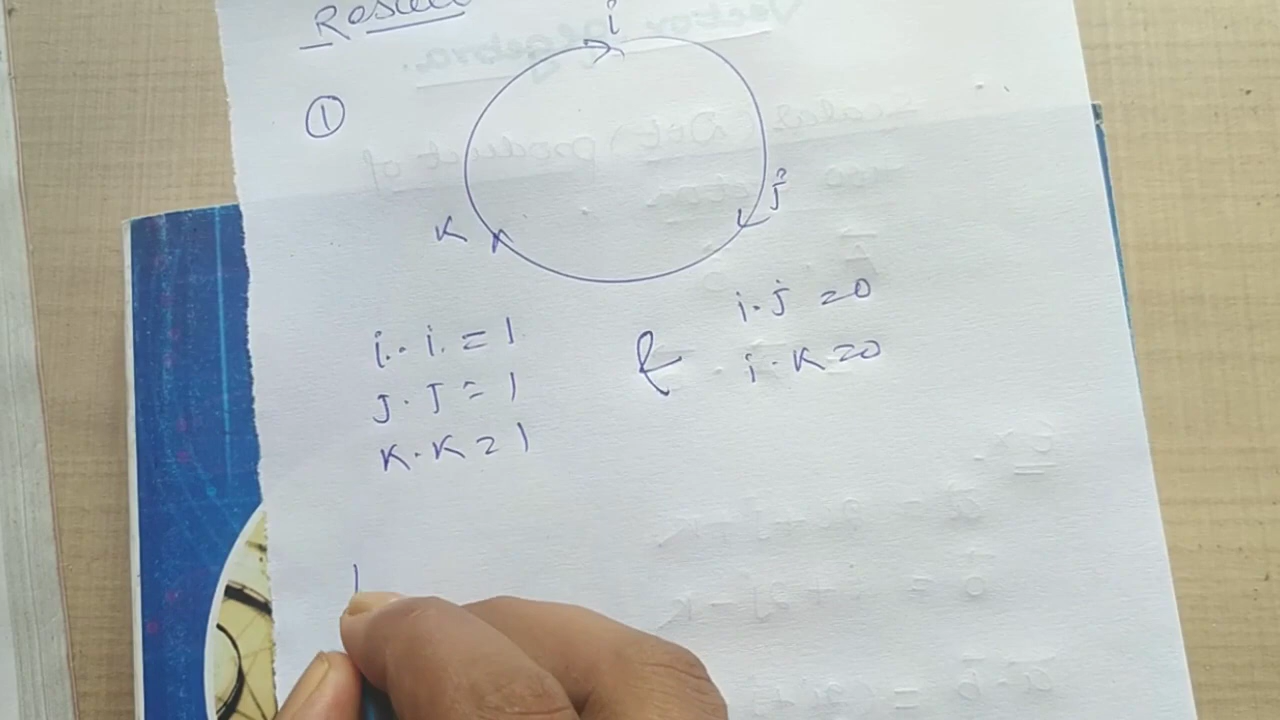 Result
①
i
j
K
i . i = 1
j . j = 1
K . K = 1
&
i . j = 0
i . K = 0